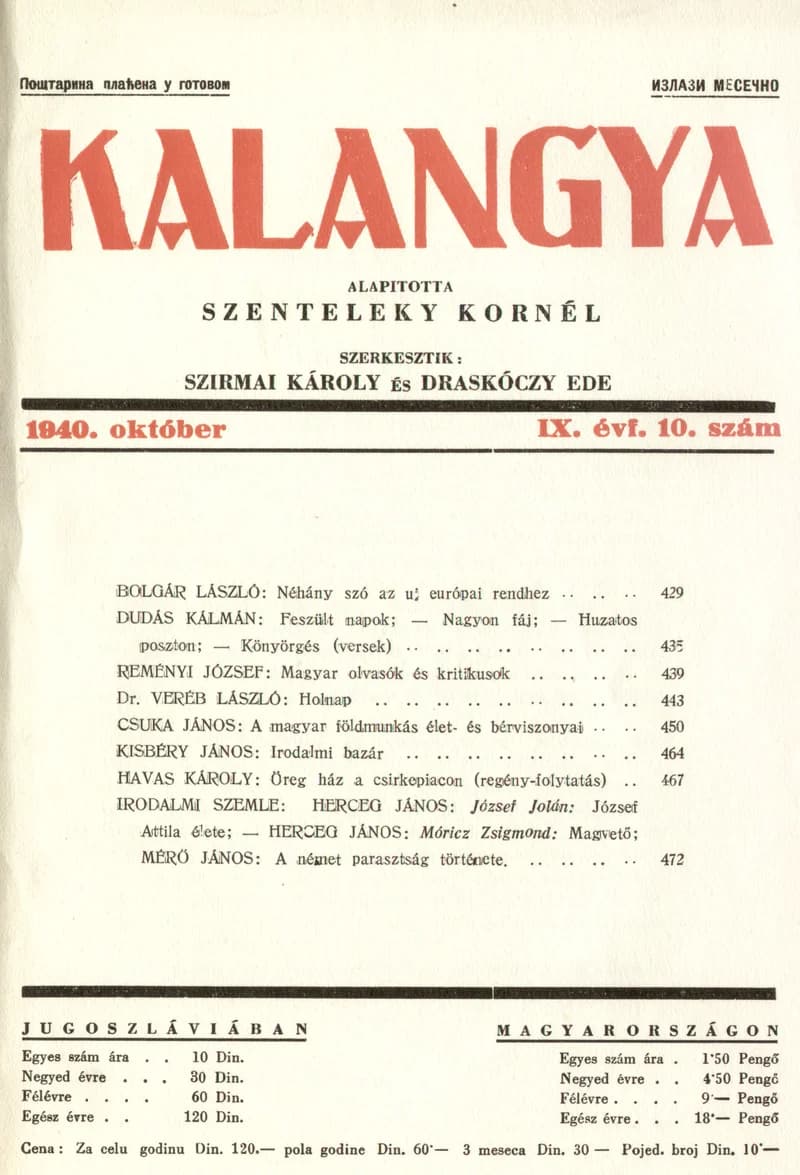 Поштарина плаћена у готовом
ИЗЛАЗИ МЕСЕЧНО
KALANGYA
ALAPITOTTA
SZENTELEKY KORNÉL
SZERKESZTIK:
SZIRMAI KÁROLY ÉS DRASKÓCZY EDE
1940. október
IX. évf. 10. szám
BOLGÁR LÁSZLÓ: Néhány szó az uj európai rendhez .. .. .. 429
DUDÁS KÁLMÁN: Feszült napok; — Nagyon fáj; — Huzatos
poszton; — Könyörgés (versek) .. .. .. .. .. .. .. .. 435
REMÉNYI JÓZSEF: Magyar olvasók és kritikusok .. .. .. .. 439
Dr. VERÉB LÁSZLÓ: Holnap .. .. .. .. .. .. .. .. .. 443
CSUKA JÁNOS: A magyar földmunkás élet- és bérviszonyai .. .. 450
KISBÉRY JÁNOS: Irodalmi bazár .. .. .. .. .. .. .. .. 464
HAVAS KÁROLY: Öreg ház a csirkepiacon (regény-folytatás) .. 467
IRODALMI SZEMLE: HERCEG JÁNOS: József Jolán: József
Attila élete; — HERCEG JÁNOS: Móricz Zsigmond: Magvető;
MÉRŐ JÁNOS: A német parasztság története. .. .. .. .. 472
JUGOSZLÁVIÁBAN
Egyes szám ára . . 10 Din.
Negyed évre . . . 30 Din.
Félévre . . . . 60 Din.
Egész évre . . 120 Din.
MAGYARORSZÁGON
Egyes szám ára . 1·50 Pengő
Negyed évre . . 4·50 Pengő
Félévre . . . . 9·— Pengő
Egész évre . . . 18·— Pengő
Cena: Za celu godinu Din. 120.— pola godine Din. 60·— 3 meseca Din. 30 — Pojed. broj Din. 10·—